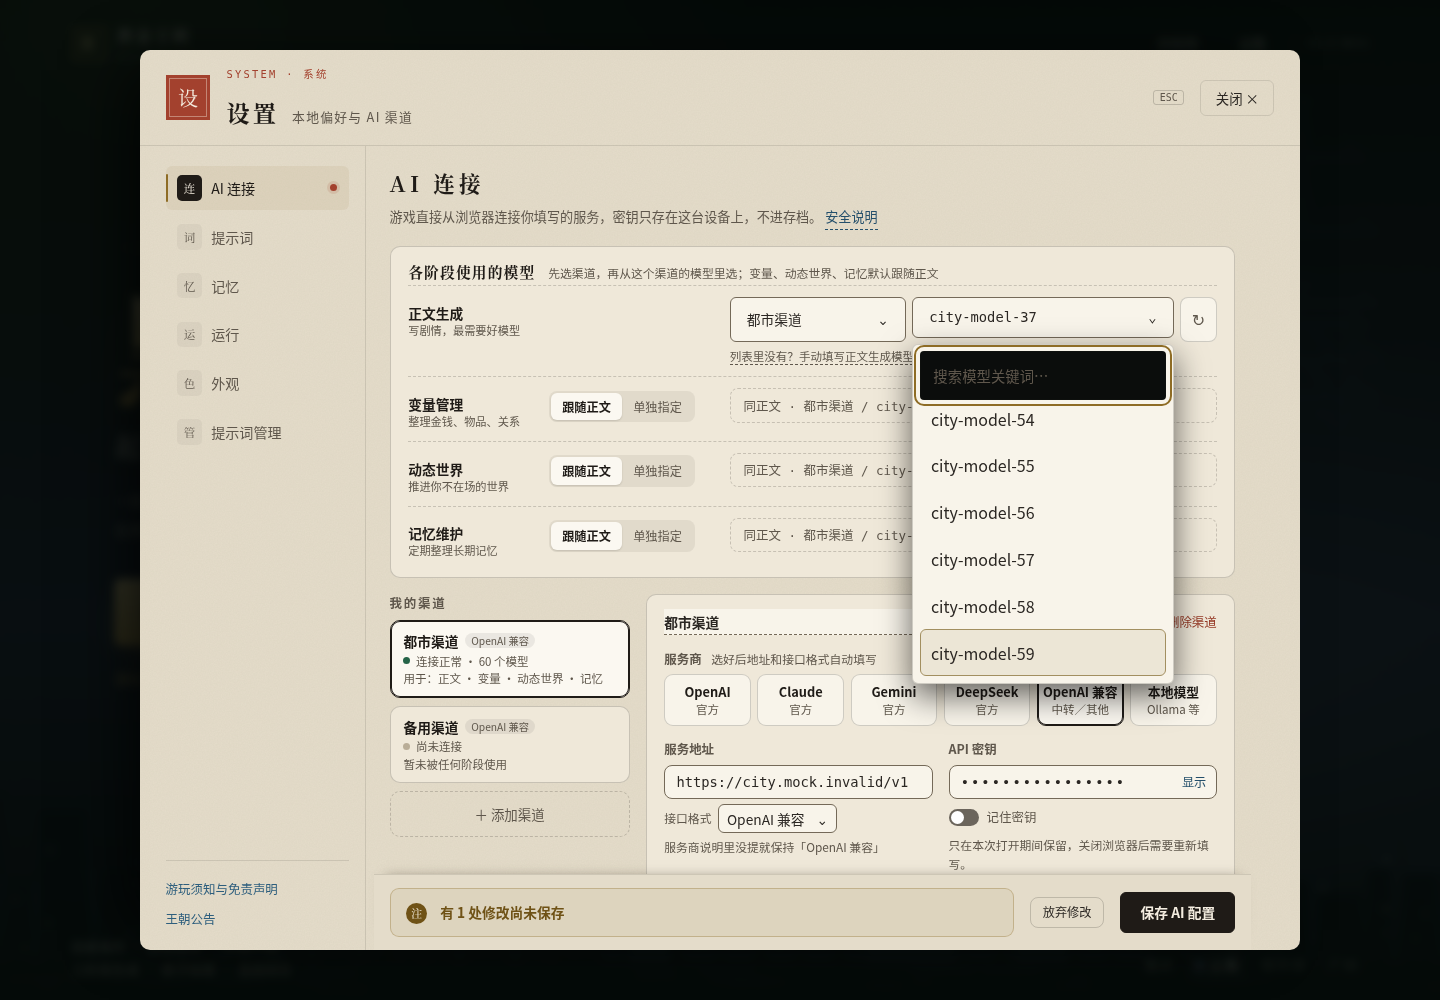 设
SYSTEM · 系统
设置 本地偏好与 AI 渠道
ESC
关闭 ×
连 AI 连接
词 提示词
忆 记忆
运 运行
色 外观
管 提示词管理
游玩须知与免责声明
王朝公告
AI 连接
游戏直接从浏览器连接你填写的服务，密钥只存在这台设备上，不进存档。 安全说明
各阶段使用的模型 先选渠道，再从这个渠道的模型里选；变量、动态世界、记忆默认跟随正文
正文生成
写剧情，最需要好模型
都市渠道
city-model-37
↻
列表里没有？手动填写正文生成模型
搜索模型关键词…
city-model-54
city-model-55
city-model-56
city-model-57
city-model-58
city-model-59
变量管理
整理金钱、物品、关系
跟随正文 单独指定
同正文 · 都市渠道 / city-
动态世界
推进你不在场的世界
跟随正文 单独指定
同正文 · 都市渠道 / city-
记忆维护
定期整理长期记忆
跟随正文 单独指定
同正文 · 都市渠道 / city-
我的渠道
都市渠道 OpenAI 兼容
连接正常 · 60 个模型
用于：正文 · 变量 · 动态世界 · 记忆
备用渠道 OpenAI 兼容
尚未连接
暂未被任何阶段使用
＋ 添加渠道
都市渠道
删除渠道
服务商 选好后地址和接口格式自动填写
OpenAI
官方
Claude
官方
Gemini
官方
DeepSeek
官方
OpenAI 兼容
中转／其他
本地模型
Ollama 等
服务地址
https://city.mock.invalid/v1
接口格式 OpenAI 兼容
服务商说明里没提就保持「OpenAI 兼容」
API 密钥
•••••••••••••••• 显示
记住密钥
只在本次打开期间保留，关闭浏览器后需要重新填
写。
注 有 1 处修改尚未保存
放弃修改
保存 AI 配置